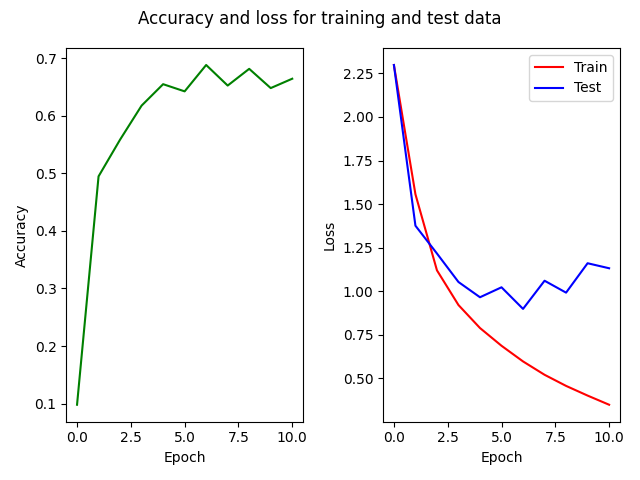 Accuracy and loss for training and test data
Accuracy
0.7
0.6
0.5
0.4
0.3
0.2
0.1
0.0 2.5 5.0 7.5 10.0
Epoch
Loss
2.25
2.00
1.75
1.50
1.25
1.00
0.75
0.50
0.0 2.5 5.0 7.5 10.0
Epoch
Train
Test